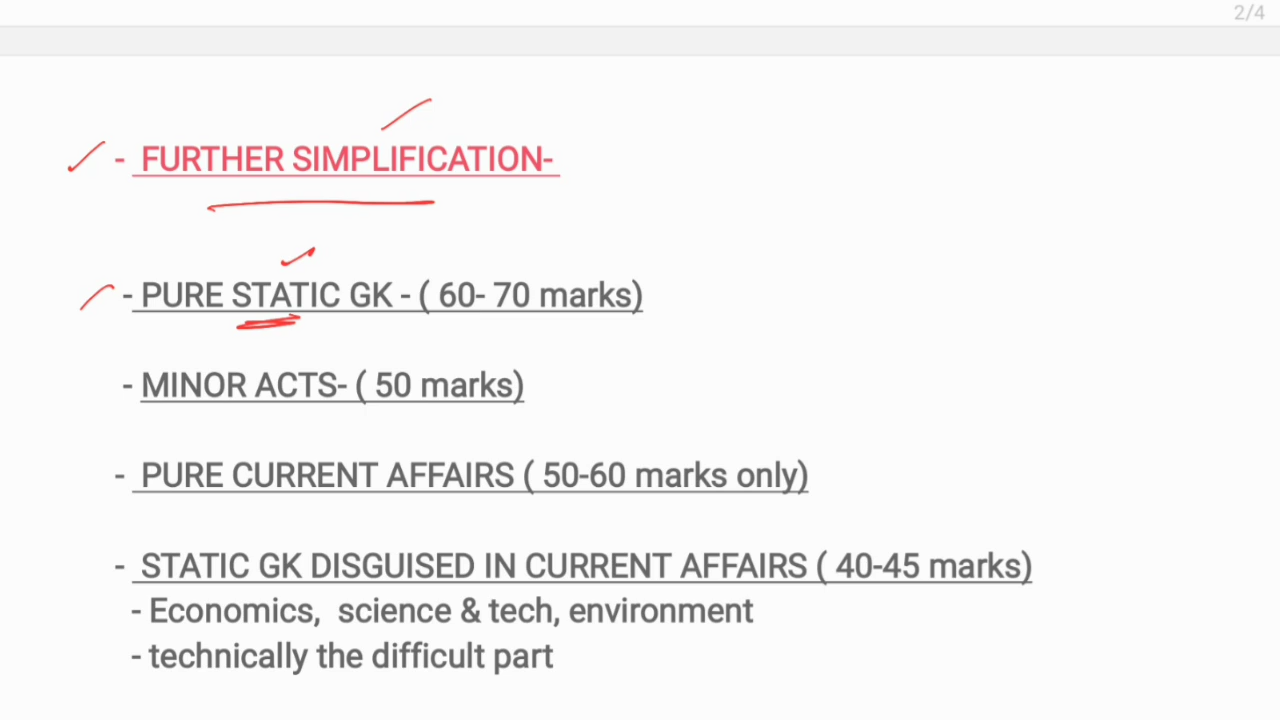 2/4
- FURTHER SIMPLIFICATION-
- PURE STATIC GK - ( 60- 70 marks)
- MINOR ACTS- ( 50 marks)
- PURE CURRENT AFFAIRS ( 50-60 marks only)
- STATIC GK DISGUISED IN CURRENT AFFAIRS ( 40-45 marks)
- Economics, science & tech, environment
- technically the difficult part